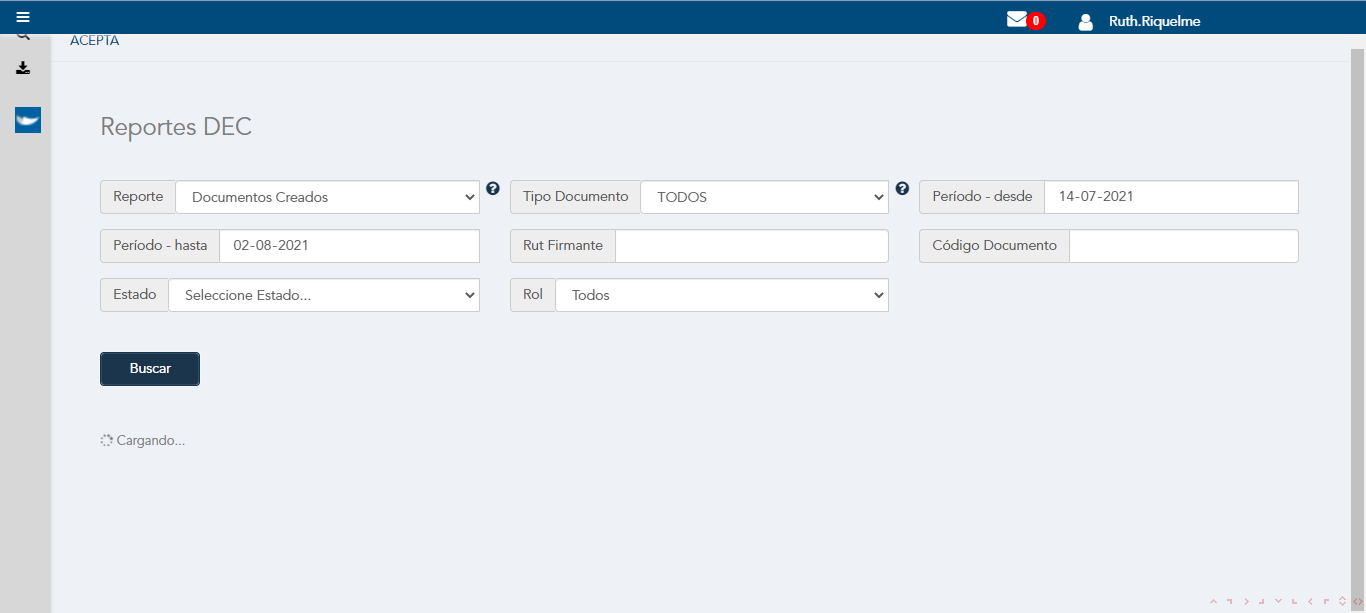 0
Ruth.Riquelme
ACEPTA
Reportes DEC
Reporte Documentos Creados Tipo Documento TODOS Período - desde 14-07-2021
Período - hasta 02-08-2021 Rut Firmante Código Documento
Estado Seleccione Estado... Rol Todos
Buscar
Cargando...